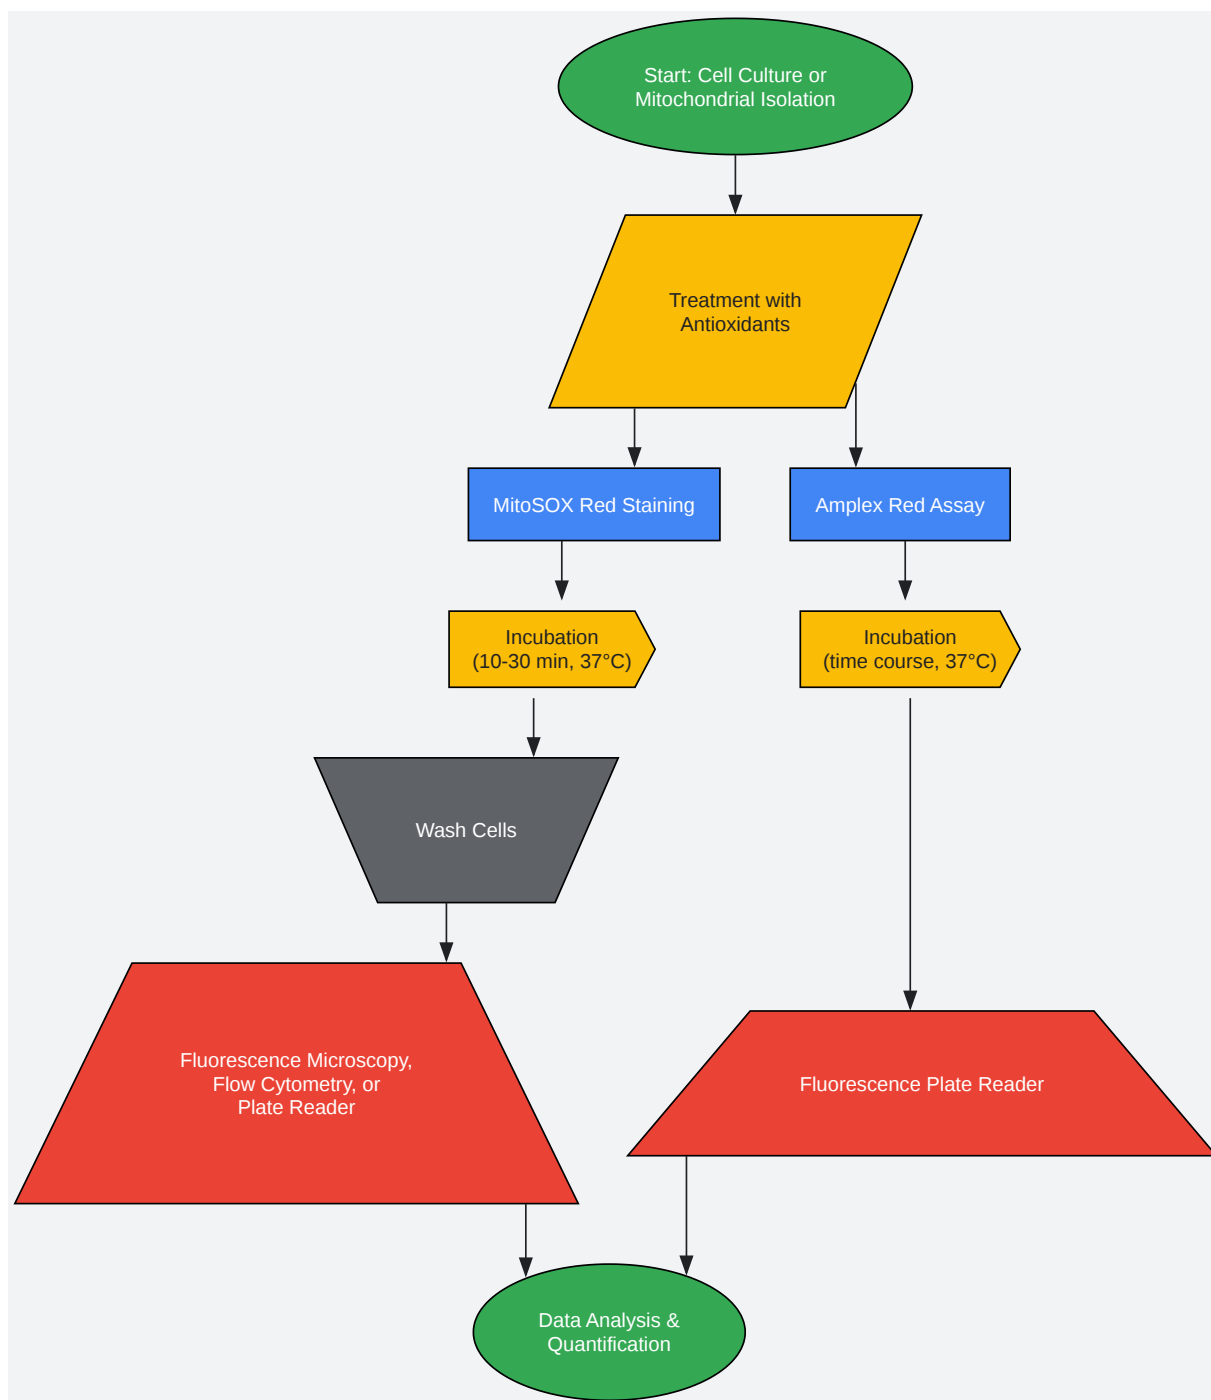 Start: Cell Culture or
Mitochondrial Isolation
Treatment with
Antioxidants
MitoSOX Red Staining
Amplex Red Assay
Incubation
(10-30 min, 37°C)
Incubation
(time course, 37°C)
Wash Cells
Fluorescence Microscopy,
Flow Cytometry, or
Plate Reader
Fluorescence Plate Reader
Data Analysis &
Quantification